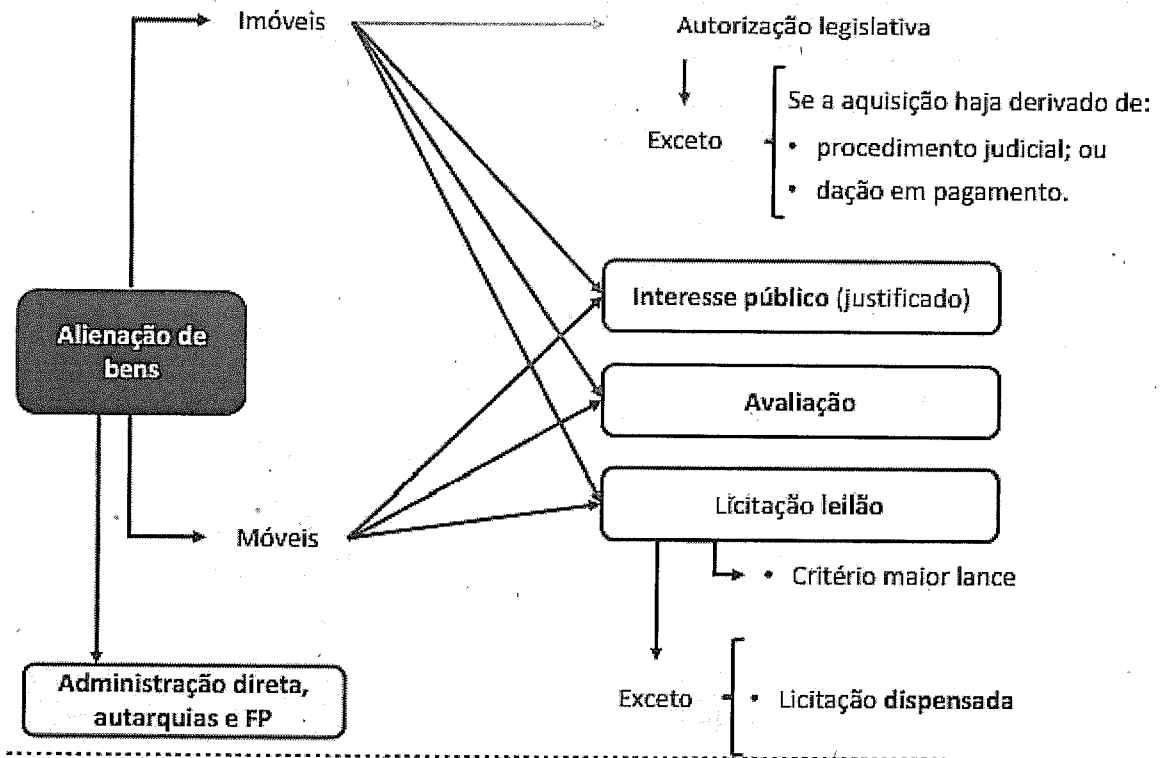 Imóveis
Autorização legislativa
Exceto
Se a aquisição haja derivado de:
• procedimento judicial; ou
• dação em pagamento.
Alienação de
bens
Interesse público (justificado)
Avaliação
Licitação leilão
Móveis
• Critério maior lance
Administração direta,
autarquias e FP
Exceto
• Licitação dispensada